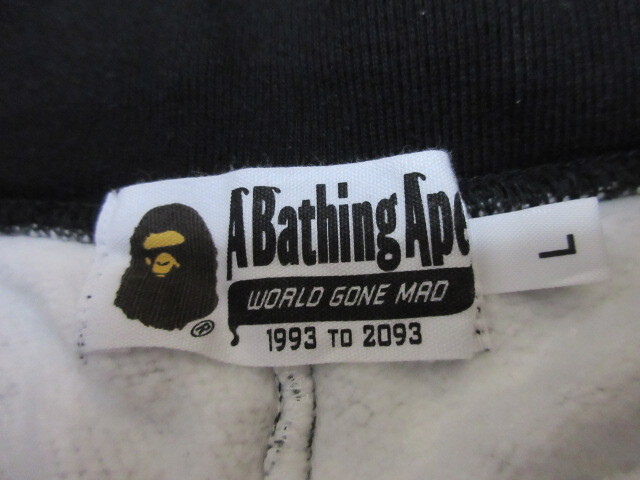 A Bathing Ape
WORLD GONE MAD
1993 TO 2093
®
L